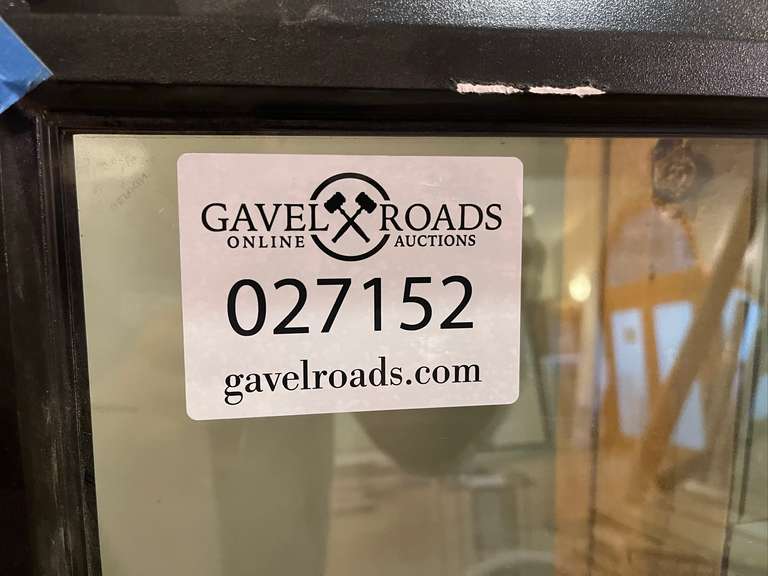 GAVEL ROADS
ONLINE AUCTIONS
027152
gavelroads.com